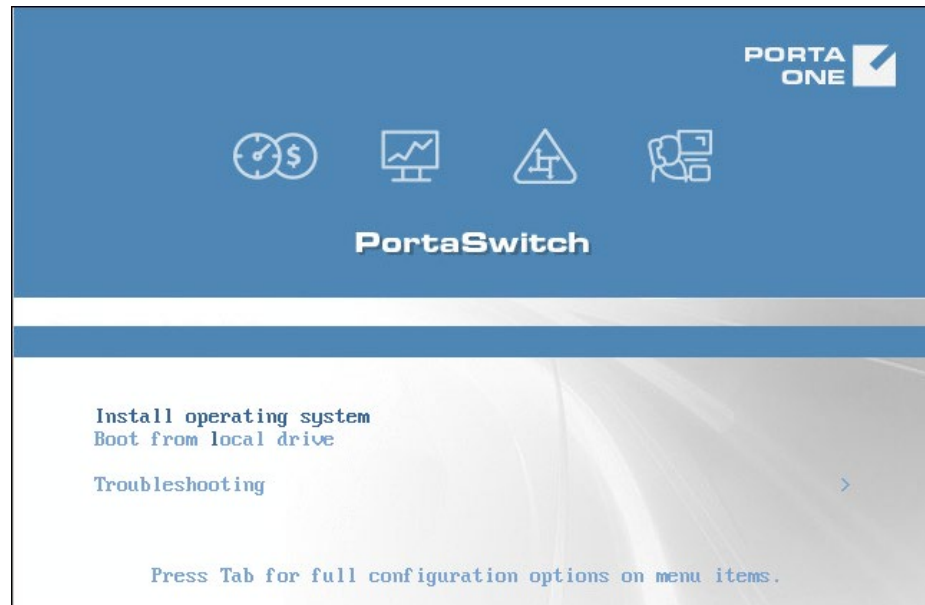 PORTA
ONE
$
PortaSwitch
Install operating system
Boot from local drive
Troubleshooting >
Press Tab for full configuration options on menu items.